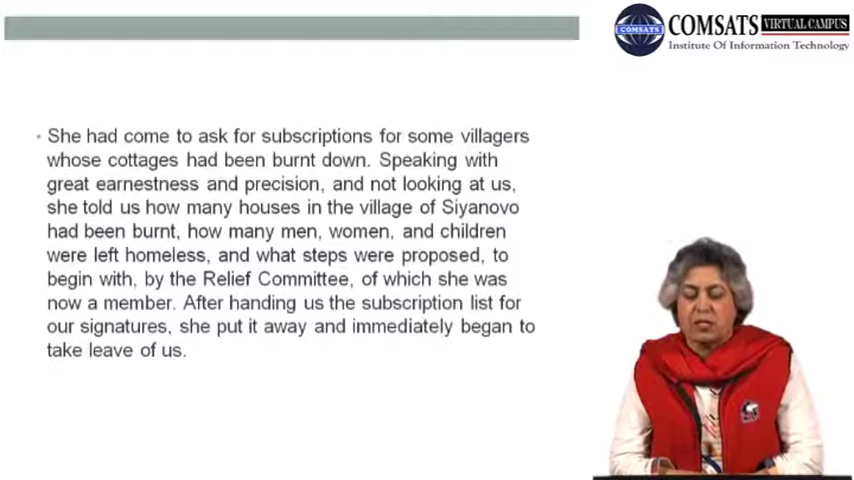 COMSATS VIRTUAL CAMPUS
Institute Of Information Technology
COMSATS
• She had come to ask for subscriptions for some villagers
whose cottages had been burnt down. Speaking with
great earnestness and precision, and not looking at us,
she told us how many houses in the village of Siyanovo
had been burnt, how many men, women, and children
were left homeless, and what steps were proposed, to
begin with, by the Relief Committee, of which she was
now a member. After handing us the subscription list for
our signatures, she put it away and immediately began to
take leave of us.